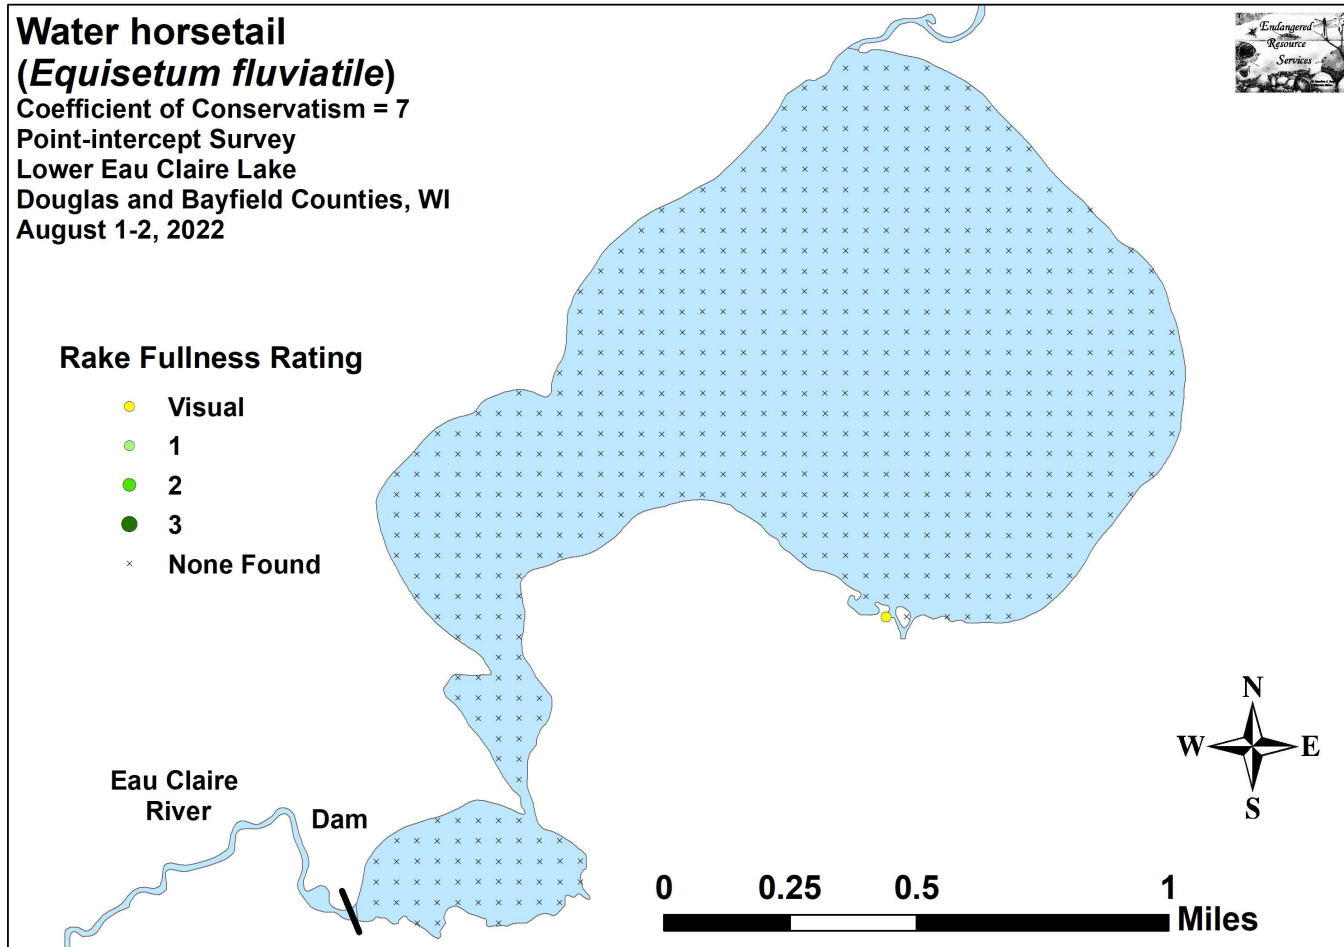 Water horsetail
(Equisetum fluviatile)
Coefficient of Conservatism = 7
Point-intercept Survey
Lower Eau Claire Lake
Douglas and Bayfield Counties, WI
August 1-2, 2022
Endangered
Resource
Services
Rake Fullness Rating
Visual
1
2
3
None Found
Eau Claire
River
Dam
N
W
E
S
0 0.25 0.5 1
Miles